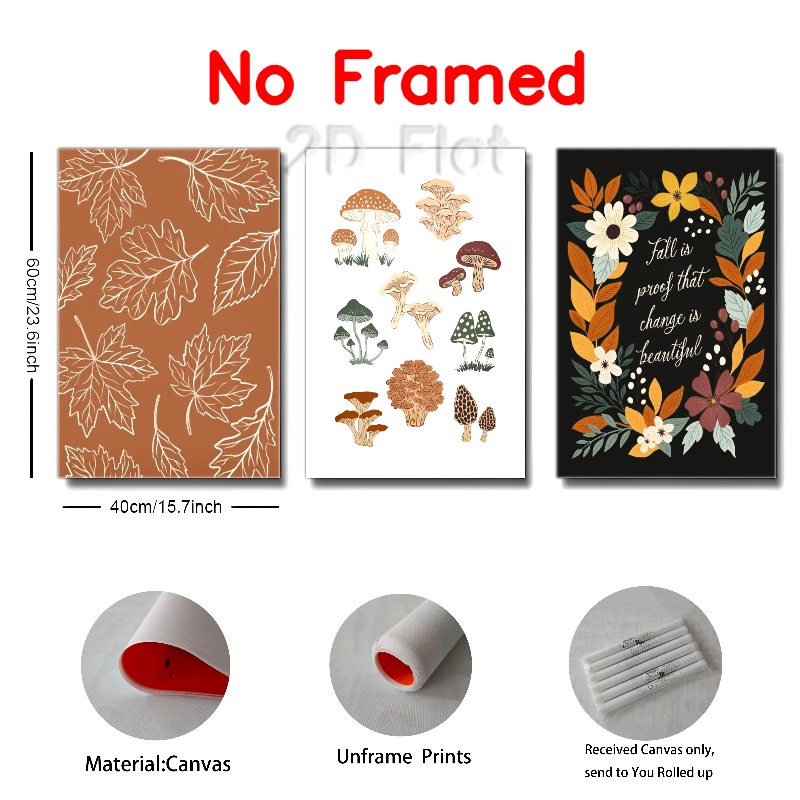 No Framed
2D Flat
60cm/23.6inch
40cm/15.7inch
Fall is
proof that
change is
beautiful
Material:Canvas
Unframe Prints
Received Canvas only,
send to You Rolled up